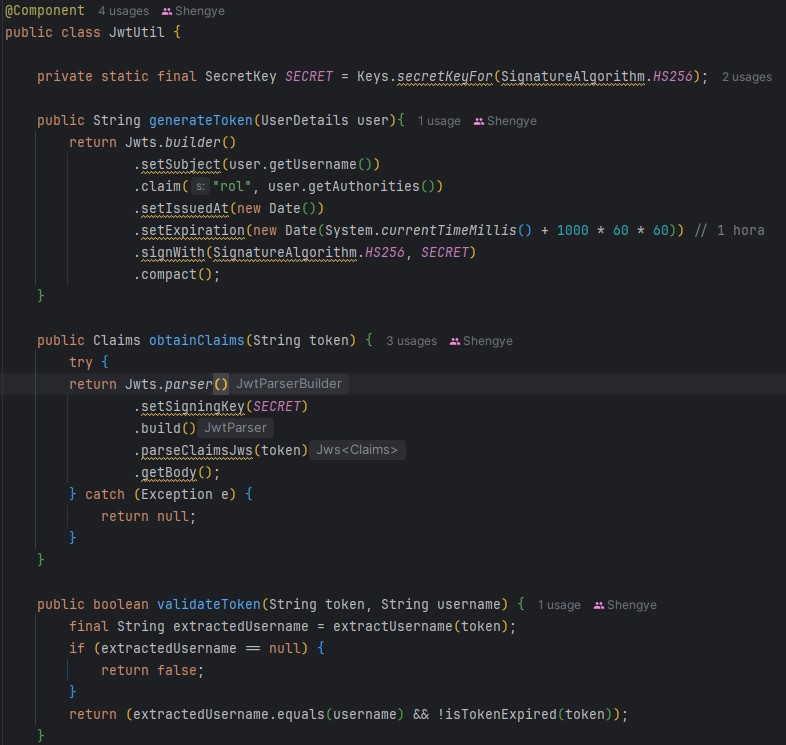 @Component 4 usages Shengye
public class JwtUtil {
private static final SecretKey SECRET = Keys.secretKeyFor(SignatureAlgorithm.HS256); 2 usages
public String generateToken(UserDetails user){ 1 usage Shengye
return Jwts.builder()
.setSubject(user.getUsername())
.claim( s: "rol", user.getAuthorities())
.setIssuedAt(new Date())
.setExpiration(new Date(System.currentTimeMillis() + 1000 * 60 * 60)) // 1 hora
.signWith(SignatureAlgorithm.HS256, SECRET)
.compact();
}
public Claims obtainClaims(String token) { 3 usages Shengye
try {
return Jwts.parser() JwtParserBuilder
.setSigningKey(SECRET)
.build() JwtParser
.parseClaimsJws(token) Jws<Claims>
.getBody();
} catch (Exception e) {
return null;
}
}
public boolean validateToken(String token, String username) { 1 usage Shengye
final String extractedUsername = extractUsername(token);
if (extractedUsername == null) {
return false;
}
return (extractedUsername.equals(username) && !isTokenExpired(token));
}